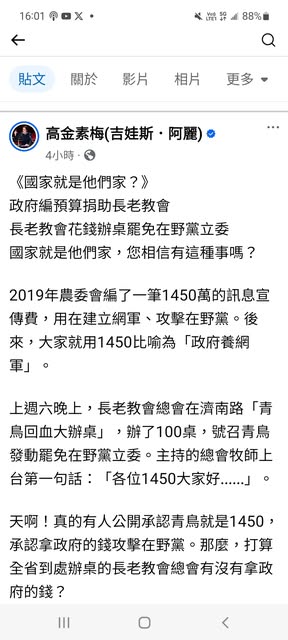 16:01
88%
貼文 關於 影片 相片 更多
高金素梅(吉娃斯・阿麗)
4小時・
《國家就是他們家？》
政府編預算捐助長老教會
長老教會花錢辦桌罷免在野黨立委
國家就是他們家，您相信有這種事嗎？
2019年農委會編了一筆1450萬的訊息宣
傳費，用在建立網軍、攻擊在野黨。後
來，大家就用1450比喻為「政府養網
軍」。
上週六晚上，長老教會總會在濟南路「青
鳥回血大辦桌」，辦了100桌，號召青鳥
發動罷免在野黨立委。主持的總會牧師上
台第一句話：「各位1450大家好......」。
天啊！真的有人公開承認青鳥就是1450，
承認拿政府的錢攻擊在野黨。那麼，打算
全省到處辦桌的長老教會總會有沒有拿政
府的錢？